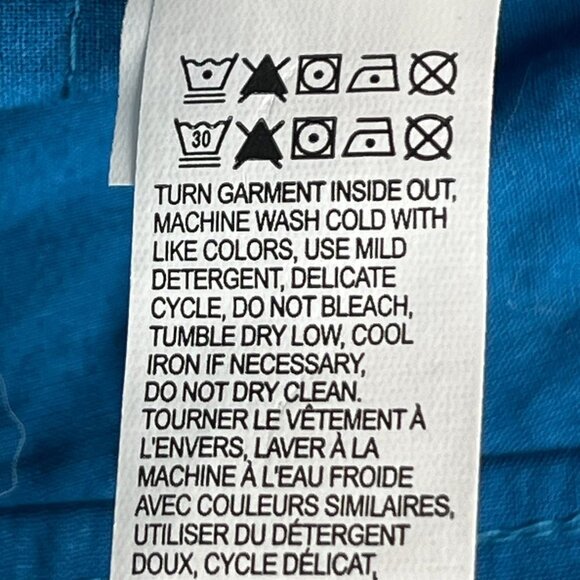 30
TURN GARMENT INSIDE OUT,
MACHINE WASH COLD WITH
LIKE COLORS, USE MILD
DETERGENT, DELICATE
CYCLE, DO NOT BLEACH,
TUMBLE DRY LOW, COOL
IRON IF NECESSARY,
DO NOT DRY CLEAN.
TOURNER LE VÊTEMENT À
L'ENVERS, LAVER À LA
MACHINE À L'EAU FROIDE
AVEC COULEURS SIMILAIRES,
UTILISER DU DÉTERGENT
DOUX, CYCLE DÉLICAT,